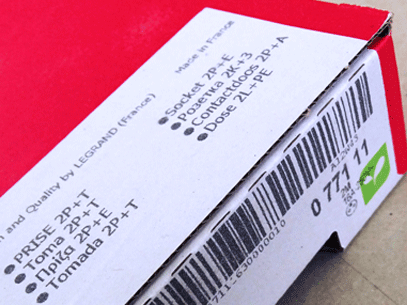 n and Quality by LEGRAND (France)
Made in France
● PRISE 2P+T
● Toma 2P+T
● Πρίζα 2P+E
● Tomada 2P+T
● Socket 2P+E
● Розетка 2К+З
● Contactdoos 2P+A
● Dose 2L+PE
0 771 11